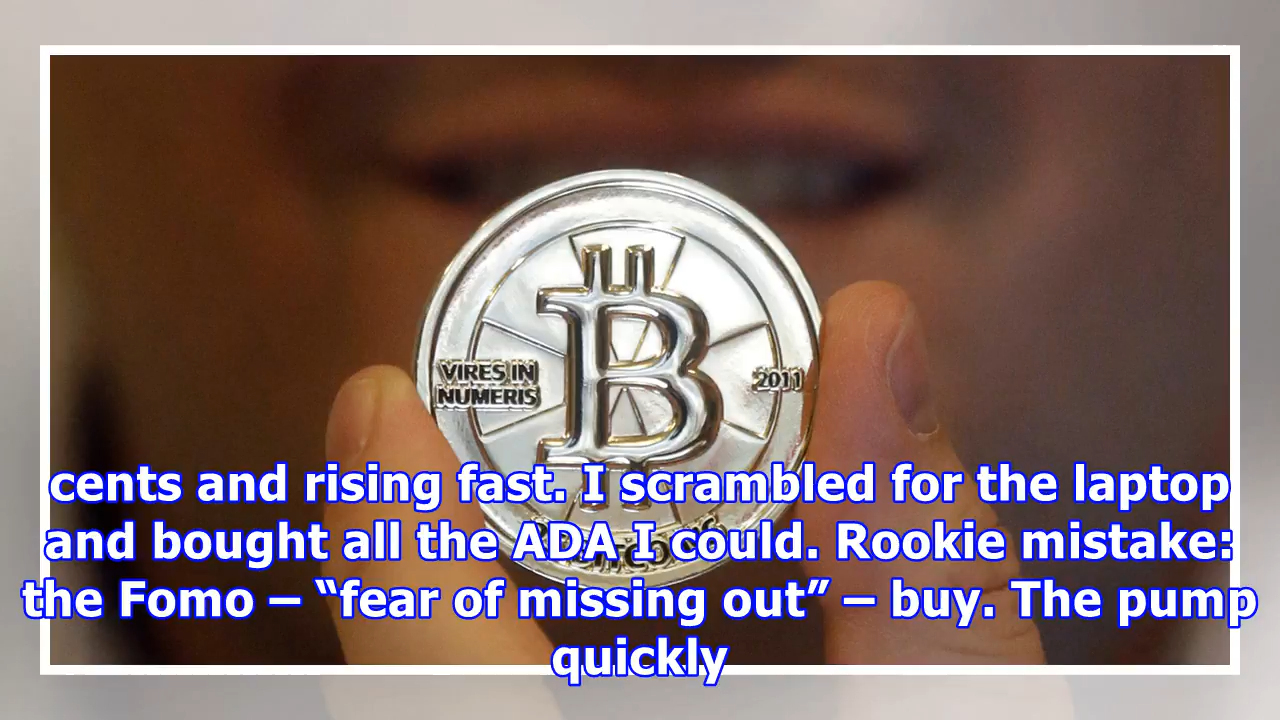 VIRES IN
NUMERIS
2011
cents and rising fast. I scrambled for the laptop
and bought all the ADA I could. Rookie mistake:
the Fomo – “fear of missing out” – buy. The pump
quickly